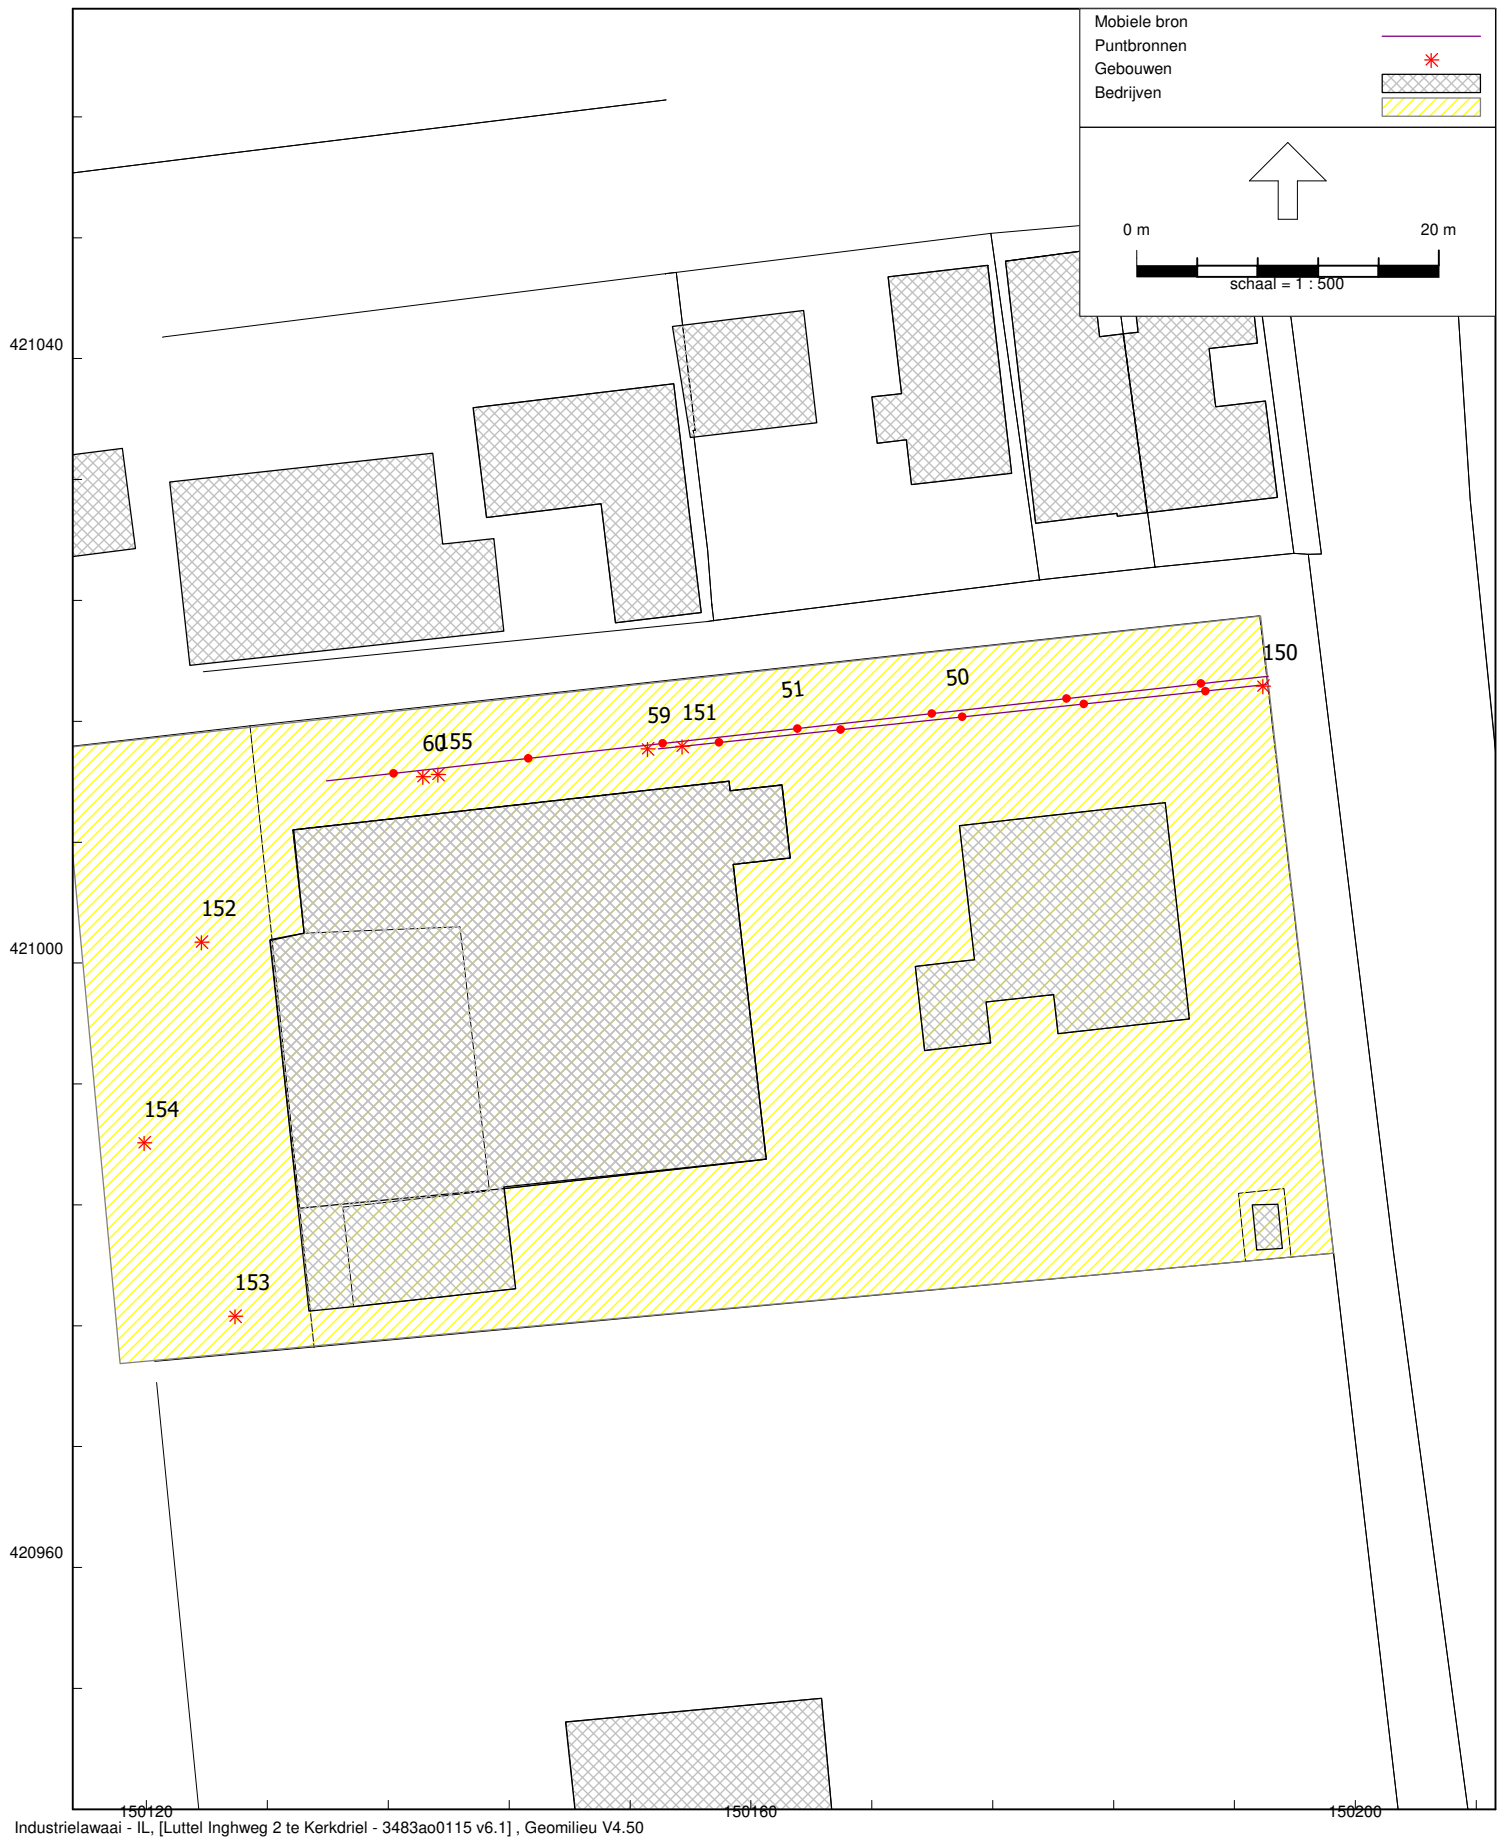 Mobiele bron
Puntbronnen
Gebouwen
Bedrijven
0 m 20 m
schaal = 1 : 500
421040
150
50
51
59 151
60 155
152
421000
154
153
420960
150120 150160 150200
Industrielawaai - IL, [Luttel Inghweg 2 te Kerkdriel - 3483ao0115 v6.1] , Geomilieu V4.50